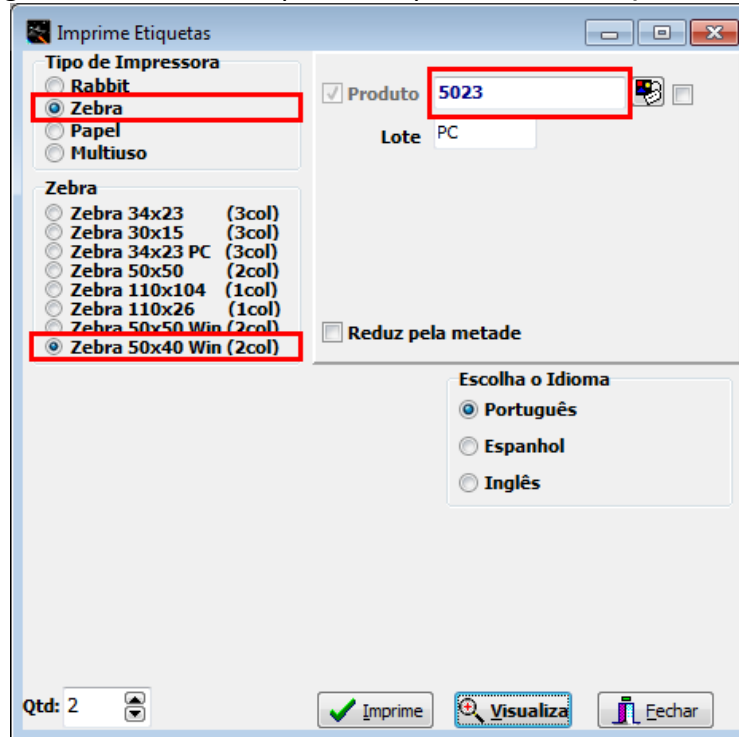 Imprime Etiquetas
Tipo de Impressora
Rabbit
Zebra
Papel
Multiuso
Produto 5023
Lote PC
Zebra
Zebra 34x23 (3col)
Zebra 30x15 (3col)
Zebra 34x23 PC (3col)
Zebra 50x50 (2col)
Zebra 110x104 (1col)
Zebra 110x26 (1col)
Zebra 50x50 Win (2col)
Zebra 50x40 Win (2col)
Reduz pela metade
Escolha o Idioma
Português
Espanhol
Inglês
Qtd: 2
Imprime
Visualiza
Fechar